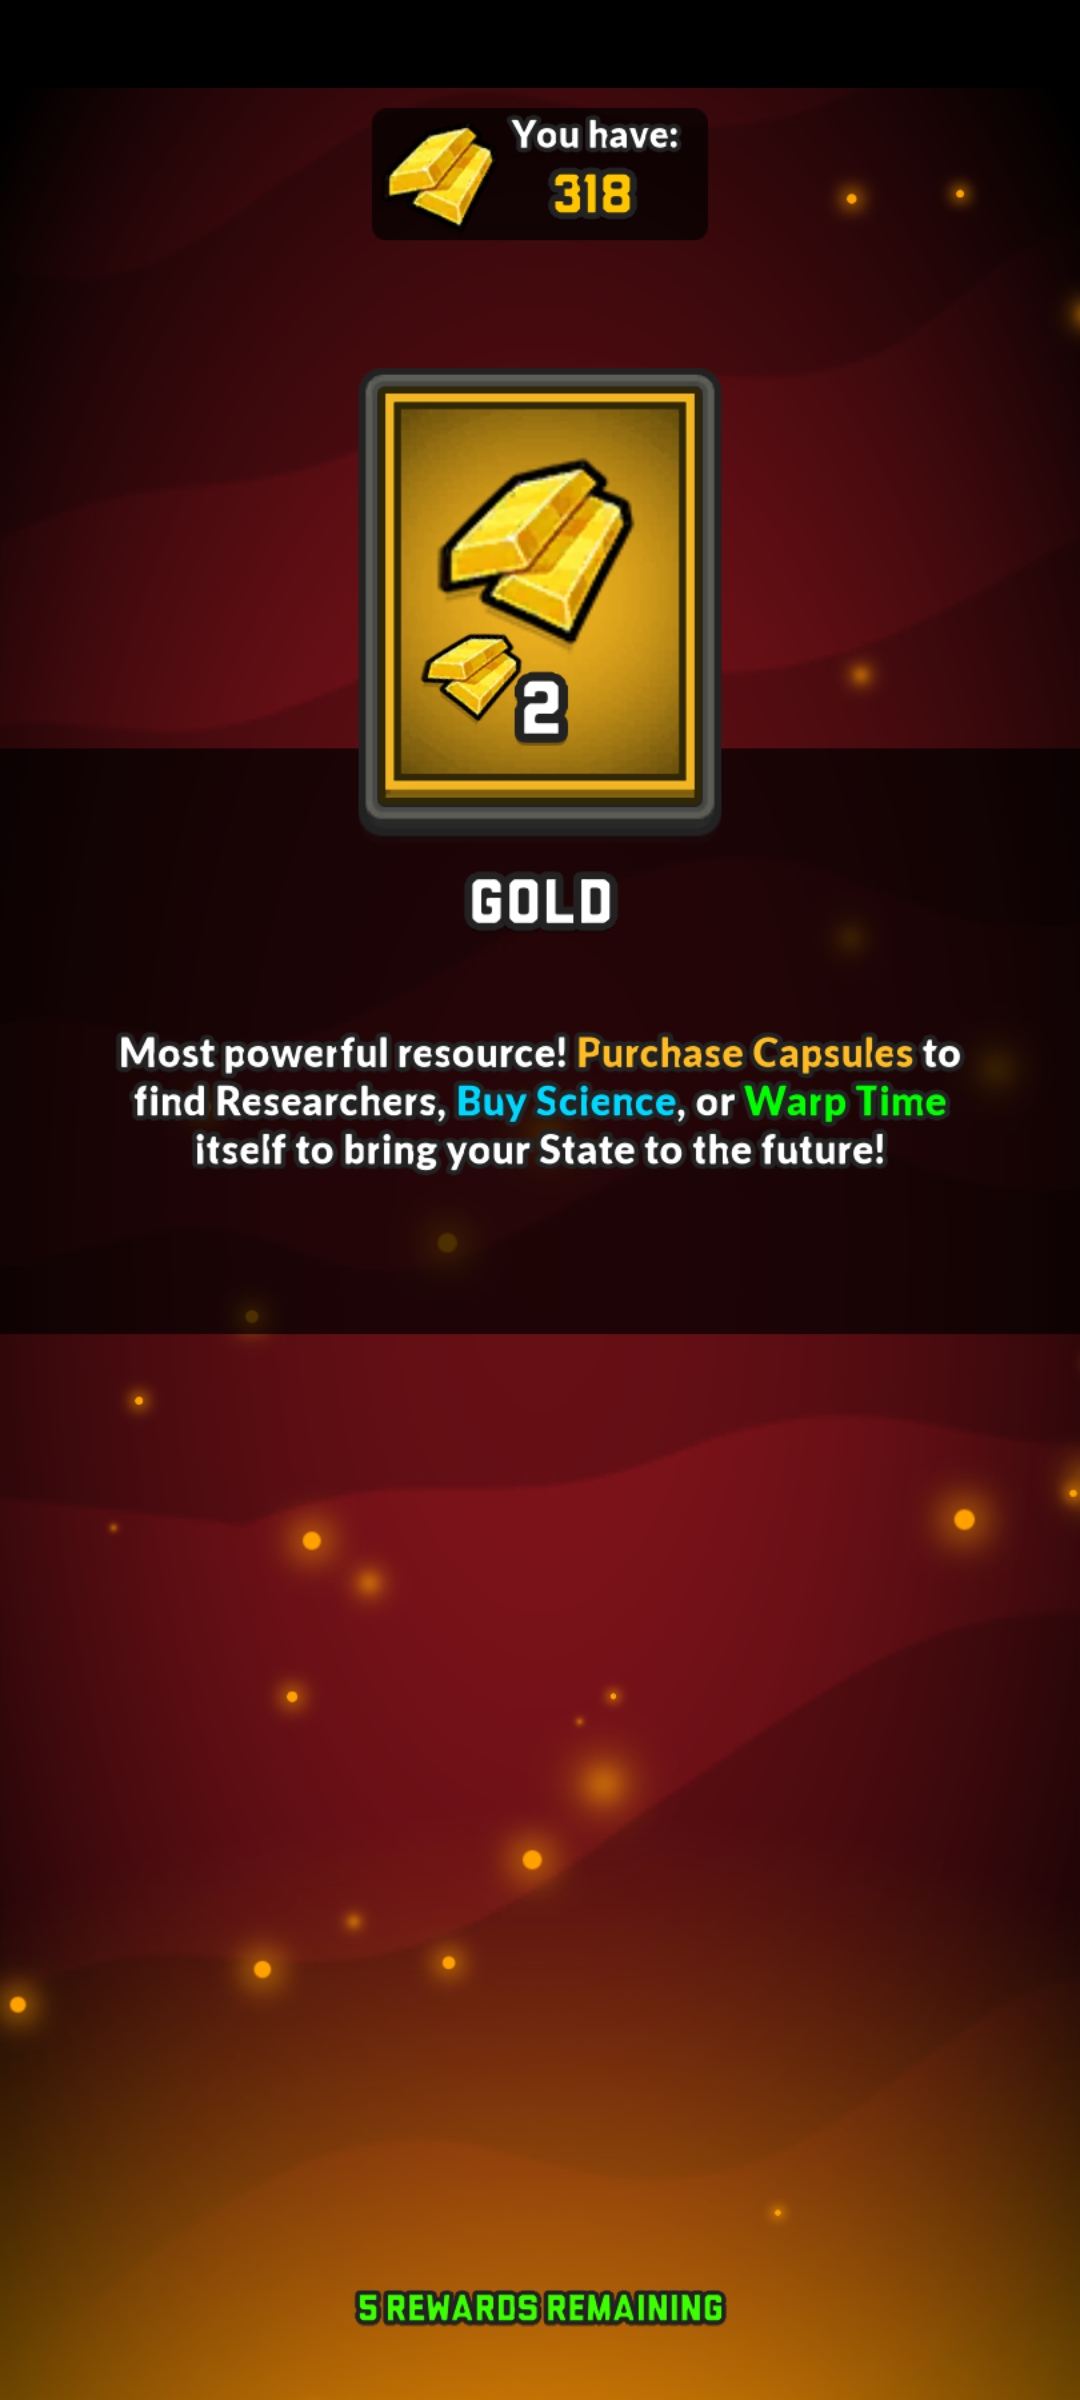 You have:
318
2
GOLD
Most powerful resource! Purchase Capsules to
find Researchers, Buy Science, or Warp Time
itself to bring your State to the future!
5 REWARDS REMAINING